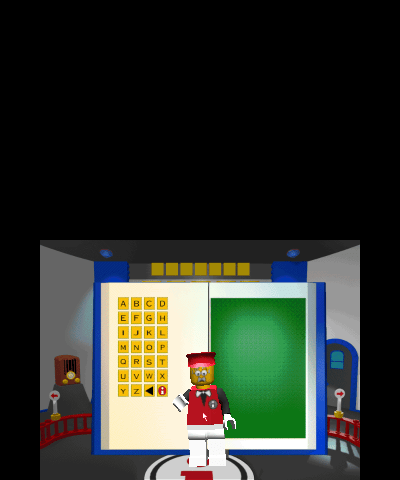 A B C D
E F G H
I J K L
M N O P
Q R S T
U V W X
Y Z